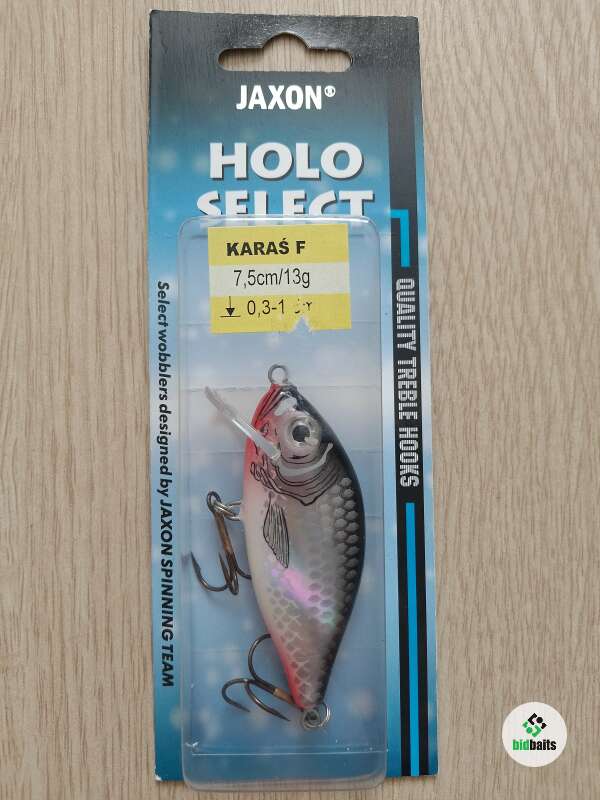 JAXON®
HOLO
SELECT
KARAŚ F
7,5cm/13g
0,3-1
QUALITY TREBLE HOOKS
Select wobblers designed by JAXON SPINNING TEAM
bidbaits